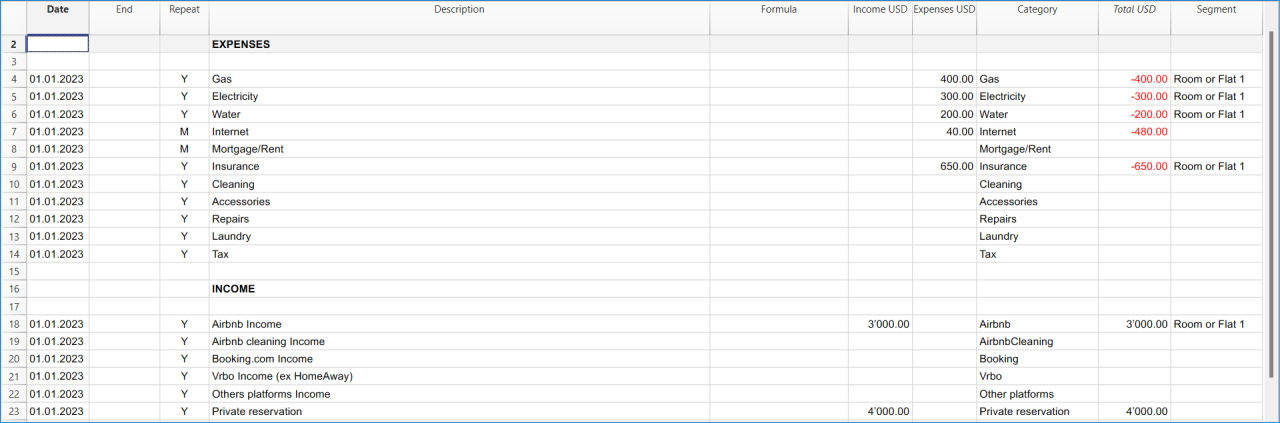 Date End Repeat Description Formula Income USD Expenses USD Category Total USD Segment
2 EXPENSES
3
4 01.01.2023 Y Gas 400.00 Gas -400.00 Room or Flat 1
5 01.01.2023 Y Electricity 300.00 Electricity -300.00 Room or Flat 1
6 01.01.2023 Y Water 200.00 Water -200.00 Room or Flat 1
7 01.01.2023 M Internet 40.00 Internet -480.00
8 01.01.2023 M Mortgage/Rent Mortgage/Rent
9 01.01.2023 Y Insurance 650.00 Insurance -650.00 Room or Flat 1
10 01.01.2023 Y Cleaning Cleaning
11 01.01.2023 Y Accessories Accessories
12 01.01.2023 Y Repairs Repairs
13 01.01.2023 Y Laundry Laundry
14 01.01.2023 Y Tax Tax
15
16 INCOME
17
18 01.01.2023 Y Airbnb Income 3'000.00 Airbnb 3'000.00 Room or Flat 1
19 01.01.2023 Y Airbnb cleaning Income AirbnbCleaning
20 01.01.2023 Y Booking.com Income Booking
21 01.01.2023 Y Vrbo Income (ex HomeAway) Vrbo
22 01.01.2023 Y Others platforms Income Other platforms
23 01.01.2023 Y Private reservation 4'000.00 Private reservation 4'000.00